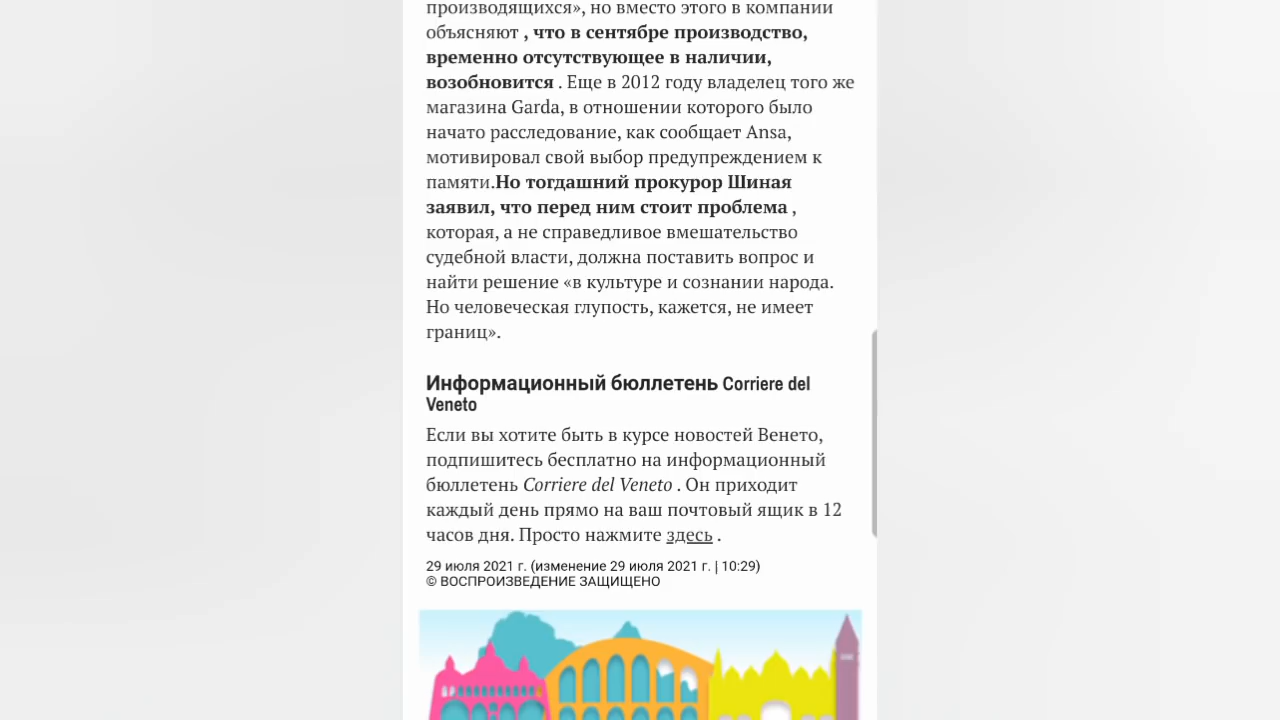 производящихся», но вместо этого в компании
объясняют , что в сентябре производство,
временно отсутствующее в наличии,
возобновится . Еще в 2012 году владелец того же
магазина Garda, в отношении которого было
начато расследование, как сообщает Ansa,
мотивировал свой выбор предупреждением к
памяти.Но тогдашний прокурор Шиная
заявил, что перед ним стоит проблема ,
которая, а не справедливое вмешательство
судебной власти, должна поставить вопрос и
найти решение «в культуре и сознании народа.
Но человеческая глупость, кажется, не имеет
границ».
Информационный бюллетень Corriere del
Veneto
Если вы хотите быть в курсе новостей Венето,
подпишитесь бесплатно на информационный
бюллетень Corriere del Veneto . Он приходит
каждый день прямо на ваш почтовый ящик в 12
часов дня. Просто нажмите здесь .
29 июля 2021 г. (изменение 29 июля 2021 г. | 10:29)
© ВОСПРОИЗВЕДЕНИЕ ЗАЩИЩЕНО